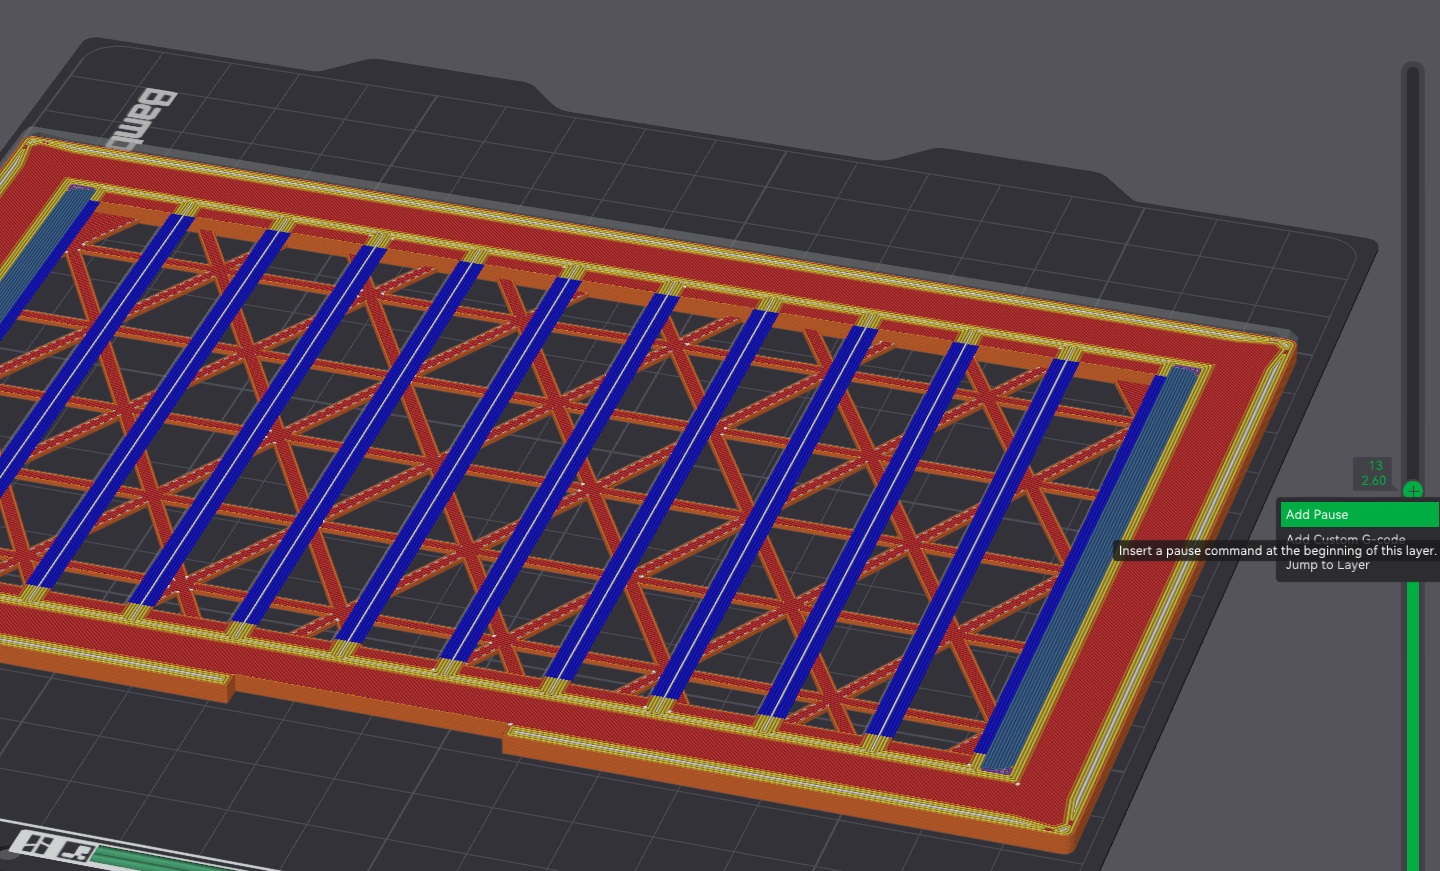 Bamb
13
2.60
Add Pause
Add Custom G-code
Insert a pause command at the beginning of this layer.
Jump to Layer